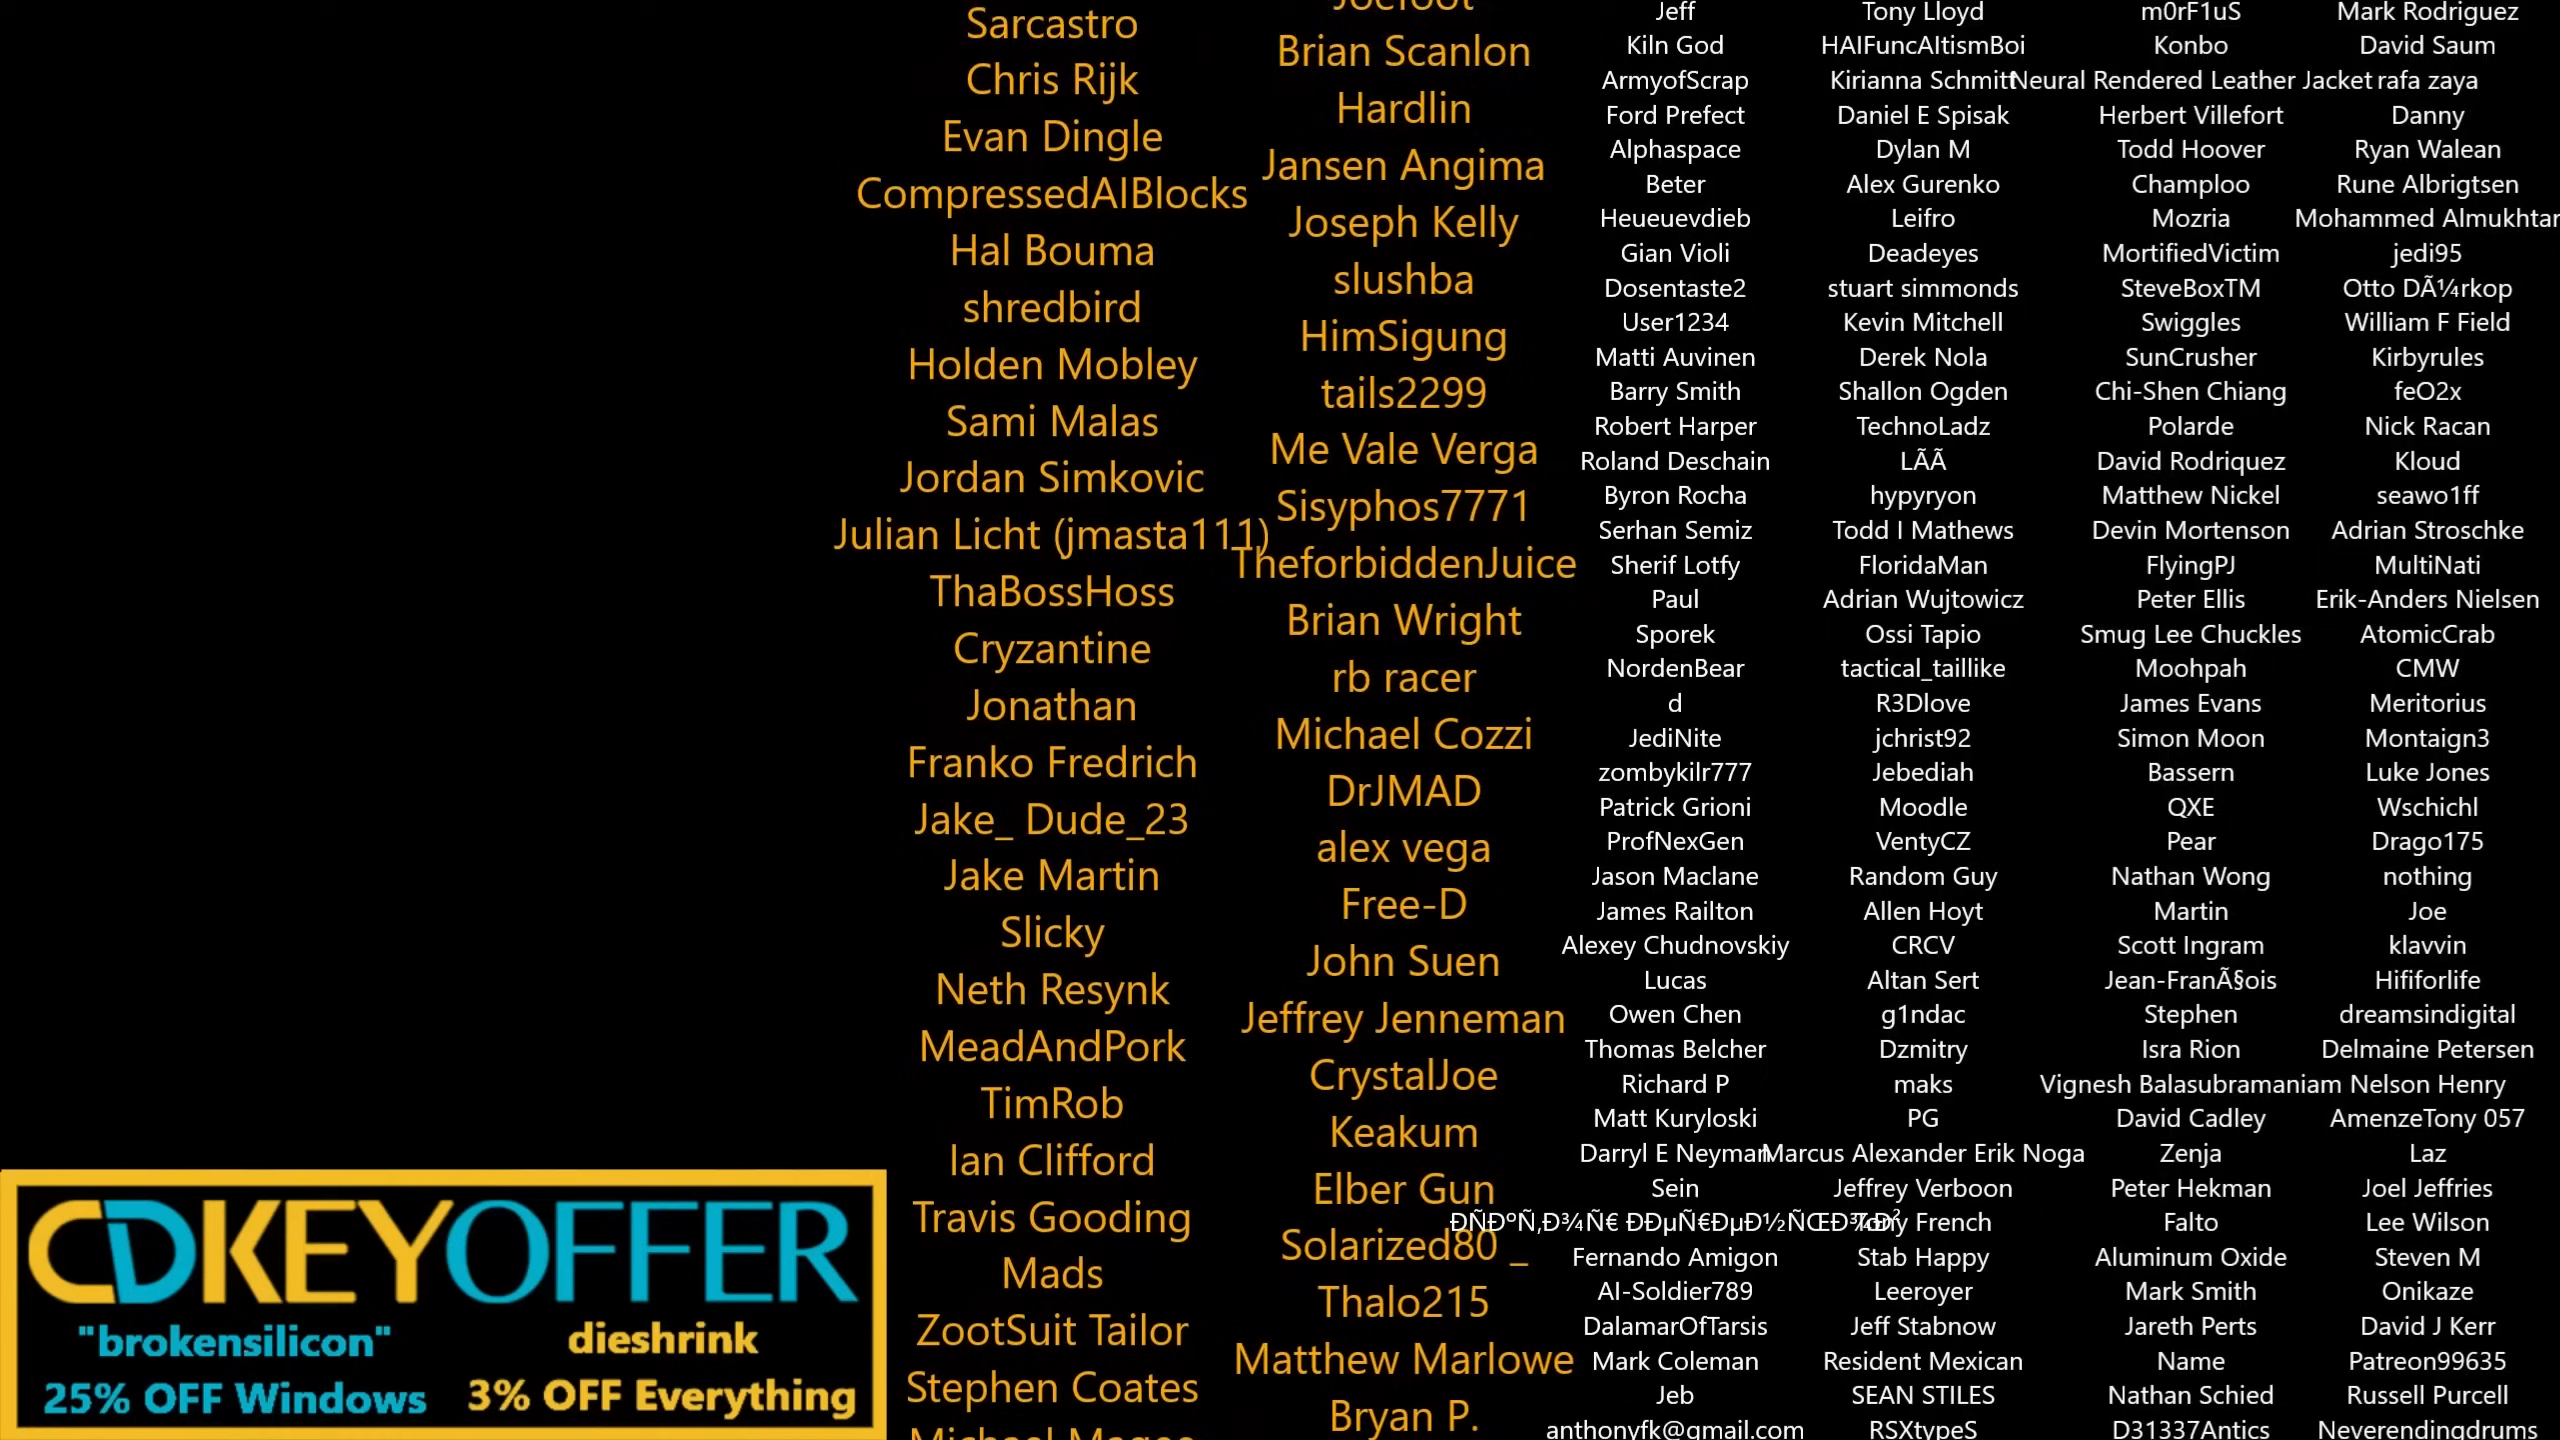 Sarcastro
Chris Rijk
Evan Dingle
CompressedAIBlocks
Hal Bouma
shredbird
Holden Mobley
Sami Malas
Jordan Simkovic
Julian Licht (jmasta111)
ThaBossHoss
Cryzantine
Jonathan
Franko Fredrich
Jake_ Dude_23
Jake Martin
Slicky
Neth Resynk
MeadAndPork
TimRob
Ian Clifford
Travis Gooding
Mads
ZootSuit Tailor
Stephen Coates
Brian Scanlon
Hardlin
Jansen Angima
Joseph Kelly
slushba
HimSigung
tails2299
Me Vale Verga
Sisyphos7771
TheforbiddenJuice
Brian Wright
rb racer
Michael Cozzi
DrJMAD
alex vega
Free-D
John Suen
Jeffrey Jenneman
CrystalJoe
Keakum
Elber Gun
Solarized80 _
Thalo215
Matthew Marlowe
Bryan P.
Jeff
Kiln God
ArmyofScrap
Ford Prefect
Alphaspace
Beter
Heueuevdieb
Gian Violi
Dosentaste2
User1234
Matti Auvinen
Barry Smith
Robert Harper
Roland Deschain
Byron Rocha
Serhan Semiz
Sherif Lotfy
Paul
Sporek
NordenBear
d
JediNite
zombykilr777
Patrick Grioni
ProfNexGen
Jason Maclane
James Railton
Alexey Chudnovskiy
Lucas
Owen Chen
Thomas Belcher
Richard P
Matt Kuryloski
Darryl E Neyman
Sein
Fernando Amigon
AI-Soldier789
DalamarOfTarsis
Mark Coleman
Jeb
anthonyfk@gmail.com
Tony Lloyd
HAIFuncAItismBoi
Kirianna Schmitt
Daniel E Spisak
Dylan M
Alex Gurenko
Leifro
Deadeyes
stuart simmonds
Kevin Mitchell
Derek Nola
Shallon Ogden
TechnoLadz
LÃÃ
hypyryon
Todd I Mathews
FloridaMan
Adrian Wujtowicz
Ossi Tapio
tactical_taillike
R3Dlove
jchrist92
Jebediah
Moodle
VentyCZ
Random Guy
Allen Hoyt
CRCV
Altan Sert
g1ndac
Dzmitry
maks
PG
Marcus Alexander Erik Noga
Jeffrey Verboon
Tony French
Stab Happy
Leeroyer
Jeff Stabnow
Resident Mexican
SEAN STILES
RSXtypeS
m0rF1uS
Konbo
Neural Rendered Leather Jacket
Herbert Villefort
Todd Hoover
Champloo
Mozria
MortifiedVictim
SteveBoxTM
Swiggles
SunCrusher
Chi-Shen Chiang
Polarde
David Rodriquez
Matthew Nickel
Devin Mortenson
FlyingPJ
Peter Ellis
Smug Lee Chuckles
Moohpah
James Evans
Simon Moon
Bassern
QXE
Pear
Nathan Wong
Martin
Scott Ingram
Jean-FranÃ§ois
Stephen
Isra Rion
Vignesh Balasubramaniam
David Cadley
Zenja
Peter Hekman
Falto
Aluminum Oxide
Mark Smith
Jareth Perts
Name
Nathan Schied
D31337Antics
Mark Rodriguez
David Saum
rafa zaya
Danny
Ryan Walean
Rune Albrigtsen
Mohammed Almukhtar
jedi95
Otto DÃ¼rkop
William F Field
Kirbyrules
feO2x
Nick Racan
Kloud
seawo1ff
Adrian Stroschke
MultiNati
Erik-Anders Nielsen
AtomicCrab
CMW
Meritorius
Montaign3
Luke Jones
Wschichl
Drago175
nothing
Joe
klavvin
Hififorlife
dreamsindigital
Delmaine Petersen
Nelson Henry
AmenzeTony 057
Laz
Joel Jeffries
Lee Wilson
Steven M
Onikaze
David J Kerr
Patreon99635
Russell Purcell
Neverendingdrums
CDKEYOFFER
"brokensilicon"
25% OFF Windows
dieshrink
3% OFF Everything